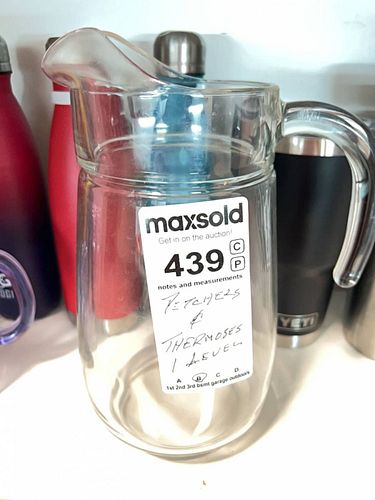 maxsold
Get in on the auction!
439 C P
notes and measurements
PITCHERS
&
THERMOSES
1 LEVEL
A B C D
1st 2nd 3rd bsmt garage outdoors
YETI